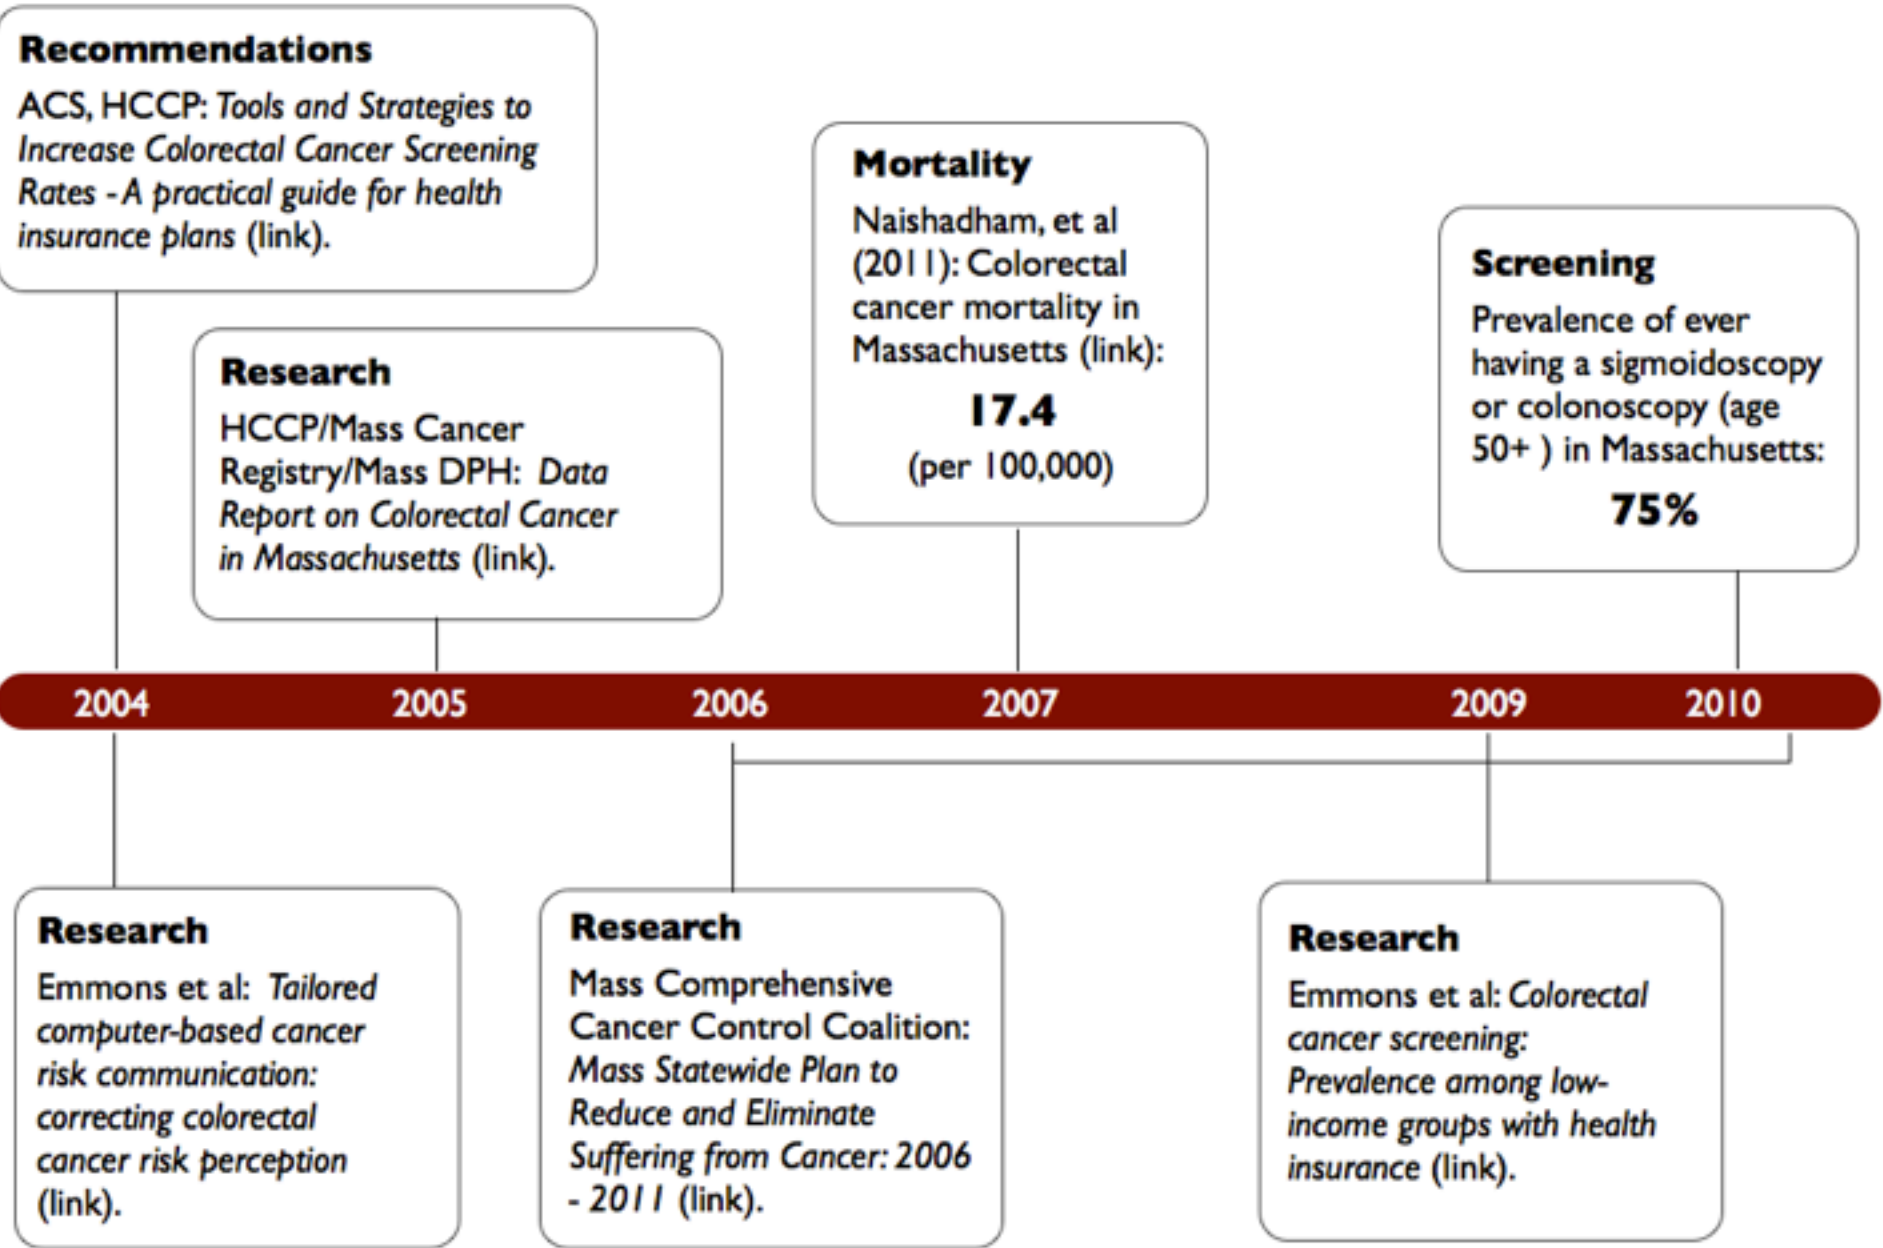 Recommendations
ACS, HCCP: Tools and Strategies to
Increase Colorectal Cancer Screening
Rates - A practical guide for health
insurance plans (link).
Research
HCCP/Mass Cancer
Registry/Mass DPH: Data
Report on Colorectal Cancer
in Massachusetts (link).
Mortality
Naishadham, et al
(2011): Colorectal
cancer mortality in
Massachusetts (link):
17.4
(per 100,000)
Screening
Prevalence of ever
having a sigmoidoscopy
or colonoscopy (age
50+ ) in Massachusetts:
75%
2004 2005 2006 2007 2009 2010
Research
Emmons et al: Tailored
computer-based cancer
risk communication:
correcting colorectal
cancer risk perception
(link).
Research
Mass Comprehensive
Cancer Control Coalition:
Mass Statewide Plan to
Reduce and Eliminate
Suffering from Cancer: 2006
- 2011 (link).
Research
Emmons et al: Colorectal
cancer screening:
Prevalence among low-
income groups with health
insurance (link).